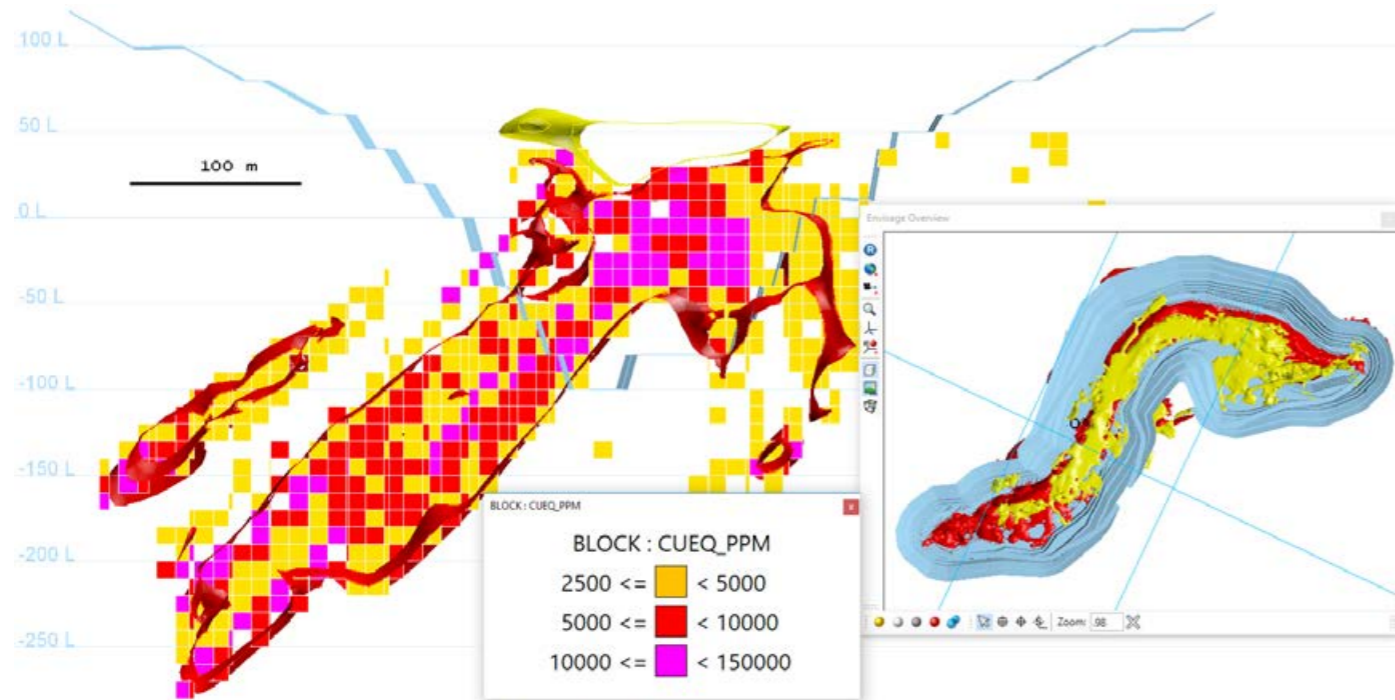 100 L
50 L
100 m
0 L
-50 L
-100 L
-150 L
-200 L
-250 L
Envisage Overview
R
Zoom: .98
BLOCK : CUEQ_PPM
x
BLOCK : CUEQ_PPM
2500 <= < 5000
5000 <= < 10000
10000 <= < 150000